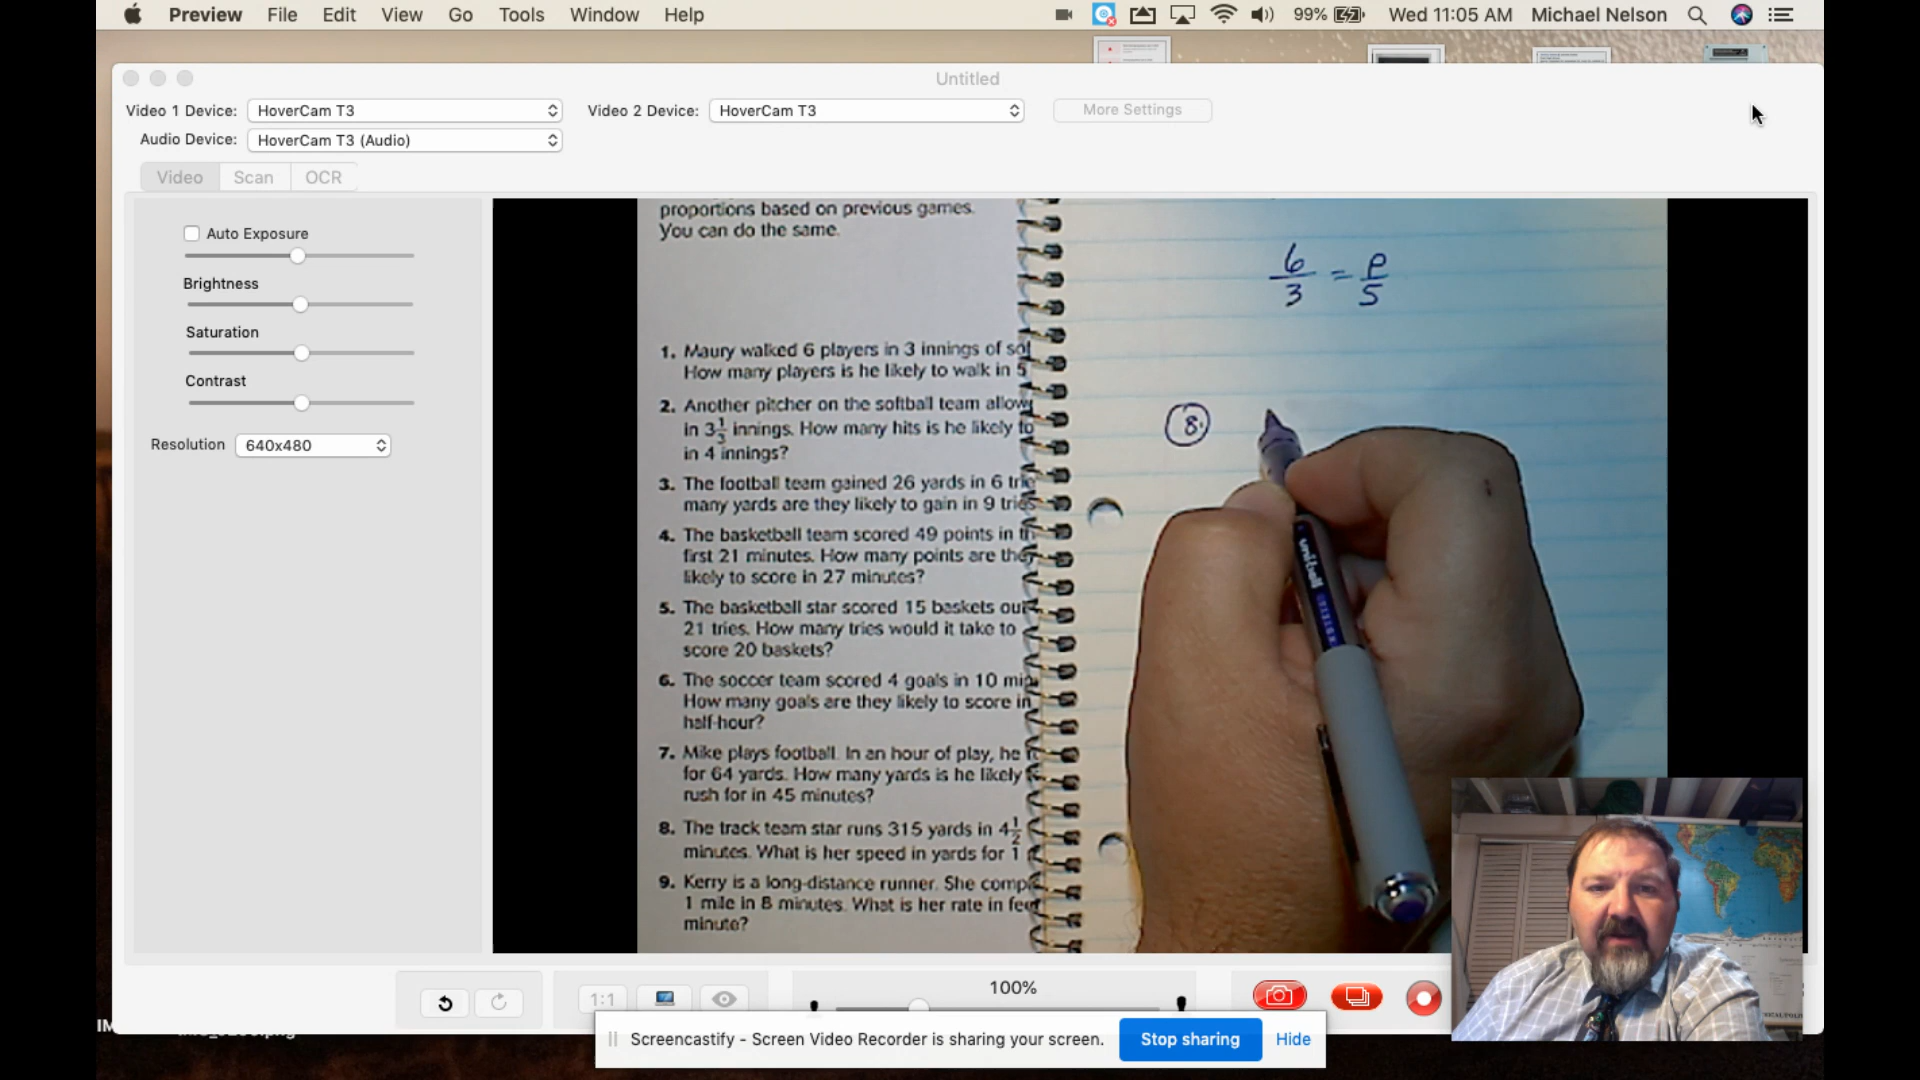 Preview File Edit View Go Tools Window Help 99% Wed 11:05 AM Michael Nelson
Untitled
Video 1 Device: HoverCam T3 Video 2 Device: HoverCam T3 More Settings
Audio Device: HoverCam T3 (Audio)
Video Scan OCR
Auto Exposure
Brightness
Saturation
Contrast
Resolution 640x480
proportions based on previous games.
You can do the same.
1. Maury walked 6 players in 3 innings of
How many players is he likely to walk in 5
2. Another pitcher on the softball team
in 3 1/3 innings. How many hits is he likely to
in 4 innings?
3. The football team gained 26 yards in 6
many yards are they likely to gain in 9 tries
4. The basketball team scored 49 points in
first 21 minutes. How many points are they
likely to score in 27 minutes?
5. The basketball star scored 15 baskets out
21 tries. How many tries would it take to
score 20 baskets?
6. The soccer team scored 4 goals in 10
How many goals are they likely to score in
half-hour?
7. Mike plays football. In an hour of play, he
for 64 yards. How many yards is he likely
rush for in 45 minutes?
8. The track team star runs 315 yards in 4 1/2
minutes. What is her speed in yards for 1
9. Kerry is a long-distance runner. She
1 mile in 8 minutes. What is her rate in
minute?
6/3 = P/5
8.
uniball
1:1
100%
Screencastify - Screen Video Recorder is sharing your screen. Stop sharing Hide